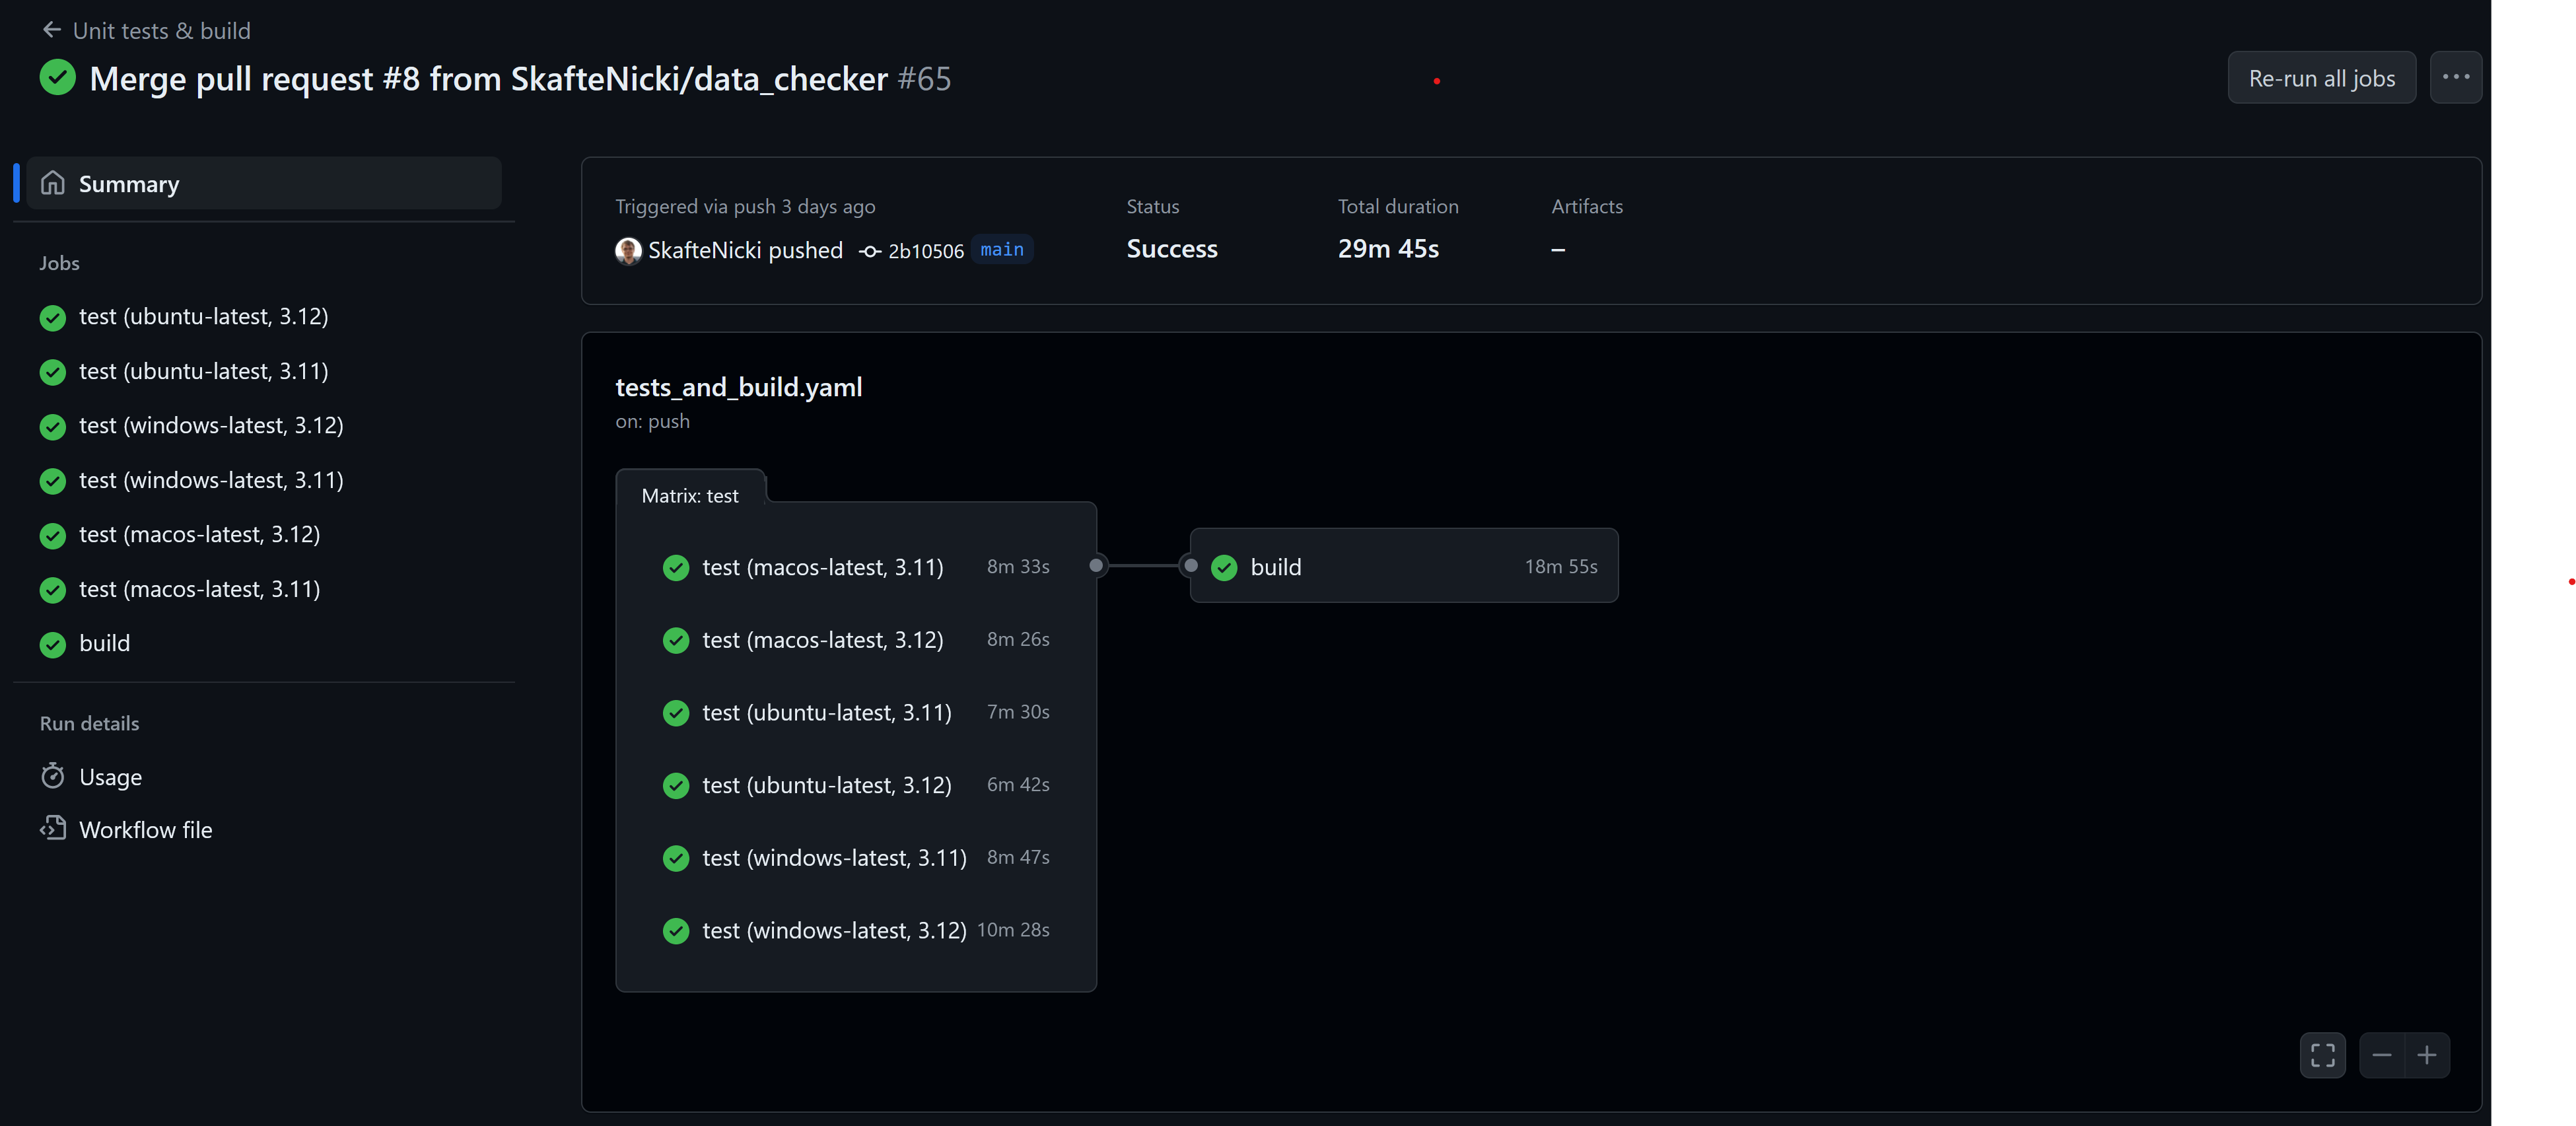 Unit tests & build
Merge pull request #8 from SkafteNicki/data_checker #65
Re-run all jobs
Summary
Jobs
test (ubuntu-latest, 3.12)
test (ubuntu-latest, 3.11)
test (windows-latest, 3.12)
test (windows-latest, 3.11)
test (macos-latest, 3.12)
test (macos-latest, 3.11)
build
Run details
Usage
Workflow file
Triggered via push 3 days ago
SkafteNicki pushed 2b10506 main
Status
Success
Total duration
29m 45s
Artifacts
–
tests_and_build.yaml
on: push
Matrix: test
test (macos-latest, 3.11) 8m 33s
test (macos-latest, 3.12) 8m 26s
test (ubuntu-latest, 3.11) 7m 30s
test (ubuntu-latest, 3.12) 6m 42s
test (windows-latest, 3.11) 8m 47s
test (windows-latest, 3.12) 10m 28s
build 18m 55s